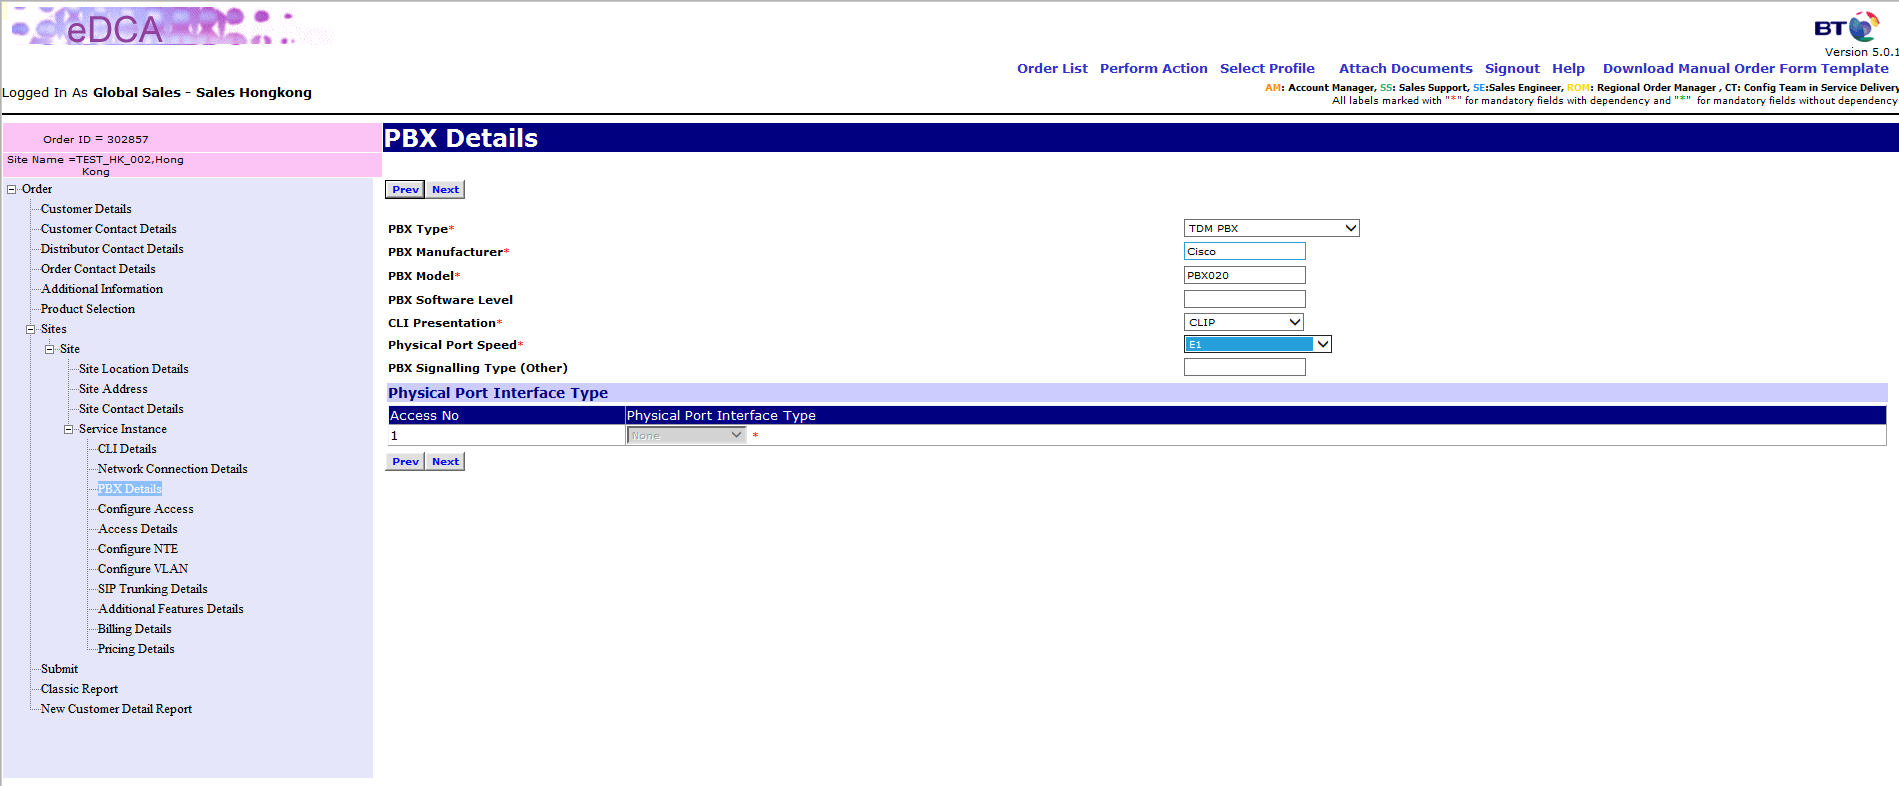 eDCA
BT
Version 5.0.1
Order List Perform Action Select Profile Attach Documents Signout Help Download Manual Order Form Template
Logged In As Global Sales - Sales Hongkong
AM: Account Manager, SS: Sales Support, SE:Sales Engineer, ROM: Regional Order Manager , CT: Config Team in Service Delivery
All labels marked with "*" for mandatory fields with dependency and "*" for mandatory fields without dependency
Order ID = 302857
Site Name =TEST_HK_002,Hong
Kong
Order
Customer Details
Customer Contact Details
Distributor Contact Details
Order Contact Details
Additional Information
Product Selection
Sites
Site
Site Location Details
Site Address
Site Contact Details
Service Instance
CLI Details
Network Connection Details
PBX Details
Configure Access
Access Details
Configure NTE
Configure VLAN
SIP Trunking Details
Additional Features Details
Billing Details
Pricing Details
Submit
Classic Report
New Customer Detail Report
PBX Details
Prev Next
PBX Type* TDM PBX
PBX Manufacturer* Cisco
PBX Model* PBX020
PBX Software Level
CLI Presentation* CLIP
Physical Port Speed* E1
PBX Signalling Type (Other)
Physical Port Interface Type
Access No Physical Port Interface Type
1 None *
Prev Next